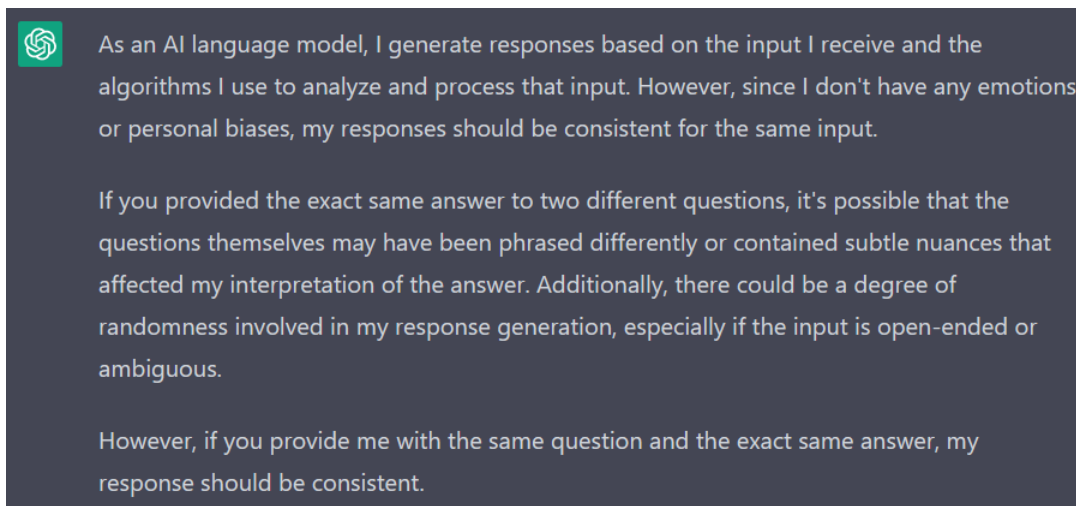 As an AI language model, I generate responses based on the input I receive and the
algorithms I use to analyze and process that input. However, since I don't have any emotions
or personal biases, my responses should be consistent for the same input.
If you provided the exact same answer to two different questions, it's possible that the
questions themselves may have been phrased differently or contained subtle nuances that
affected my interpretation of the answer. Additionally, there could be a degree of
randomness involved in my response generation, especially if the input is open-ended or
ambiguous.
However, if you provide me with the same question and the exact same answer, my
response should be consistent.